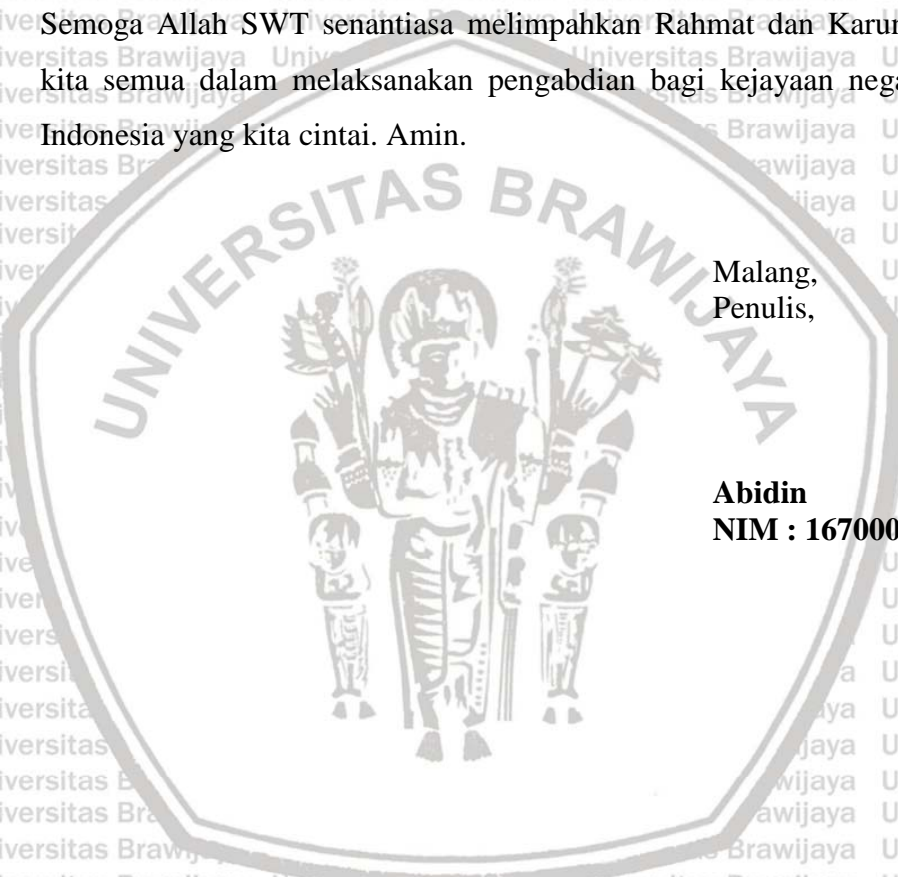 Semoga Allah SWT senantiasa melimpahkan Rahmat dan Karun
kita semua dalam melaksanakan pengabdian bagi kejayaan nega
Indonesia yang kita cintai. Amin.
UNIVERSITAS BRAWIJAYA
Malang,
Penulis,
Abidin
NIM : 167000